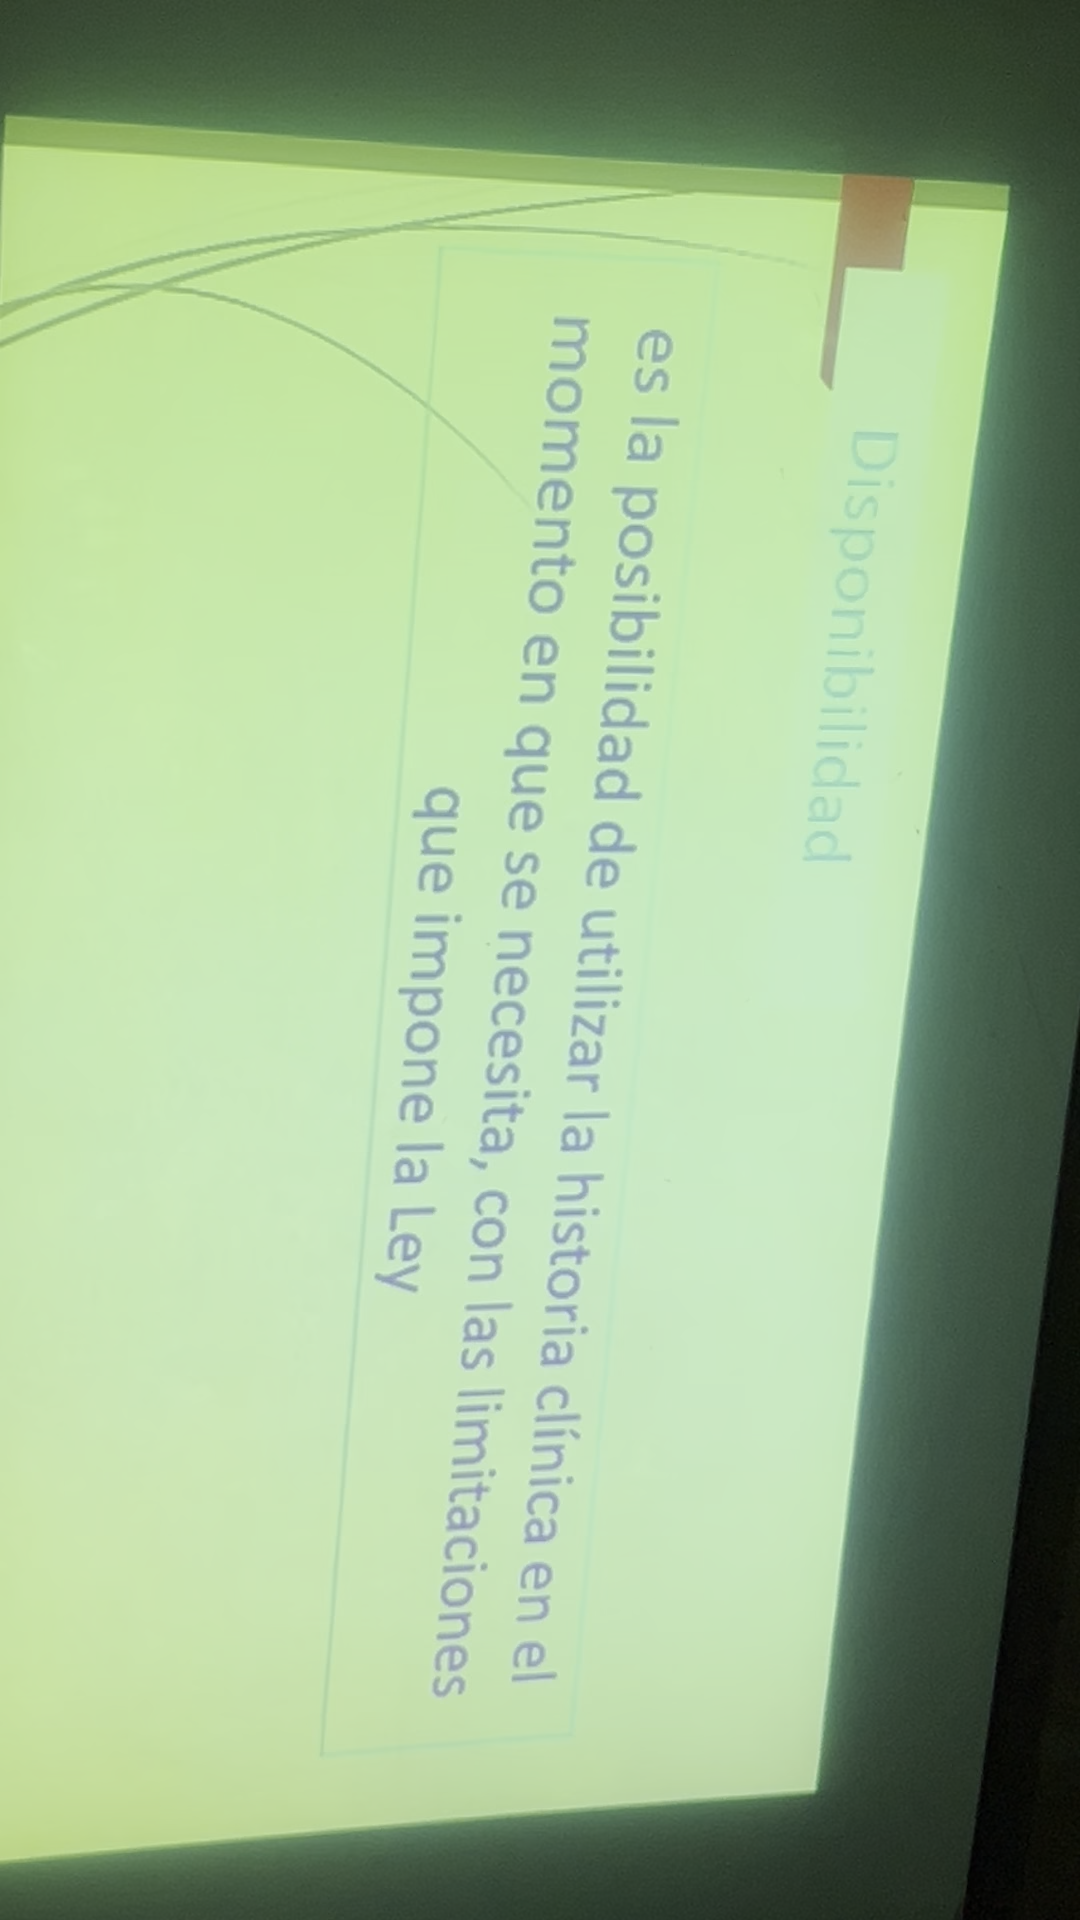 Disponibilidad
es la posibilidad de utilizar la historia clínica en el
momento en que se necesita, con las limitaciones
que impone la Ley